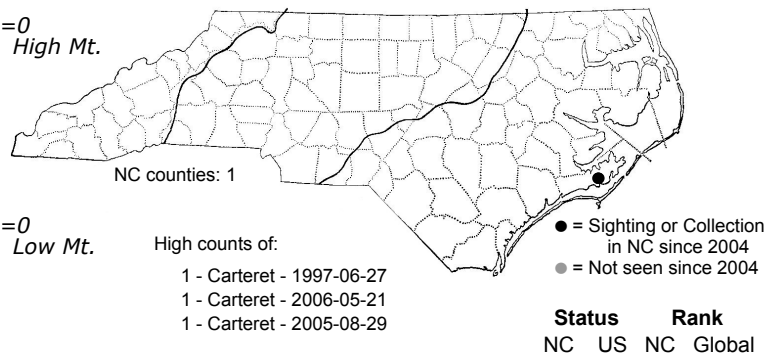 =0
High Mt.
NC counties: 1
=0
Low Mt.
High counts of:
1 - Carteret - 1997-06-27
1 - Carteret - 2006-05-21
1 - Carteret - 2005-08-29
● = Sighting or Collection
in NC since 2004
● = Not seen since 2004
Status Rank
NC US NC Global